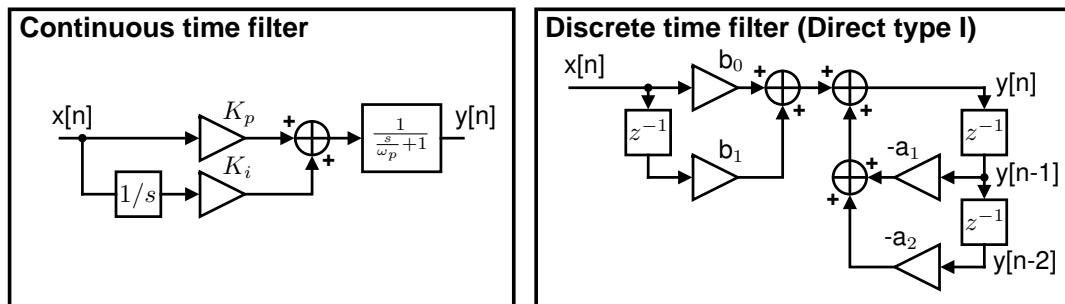 Continuous time filter
x[n]
K_p
+
+
1/s
K_i
1
s/ω_p +1
y[n]
Discrete time filter (Direct type I)
x[n]
b_0
+
+
+
+
y[n]
z^{-1}
z^{-1}
b_1
-a_1
+
+
y[n-1]
z^{-1}
-a_2
y[n-2]